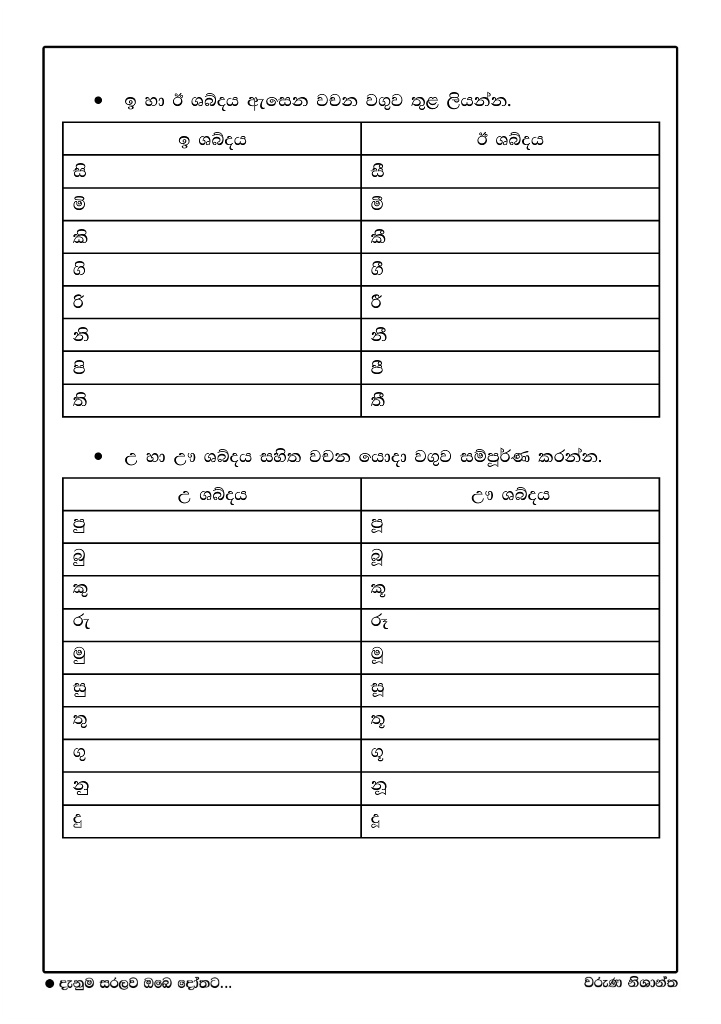 ● ඉ හා ඊ ශබ්දය ඇසෙන වචන වගුව තුළ ලියන්න.
ඉ ශබ්දය ඊ ශබ්දය
සි සී
මි මී
කි කී
ගි ගී
රි රී
නි නී
පි පී
ති තී
● උ හා ඌ ශබ්දය සහිත වචන යොදා වගුව සම්පූර්ණ කරන්න.
උ ශබ්දය ඌ ශබ්දය
පු පූ
බු බූ
කු කූ
රු රූ
මු මූ
සු සූ
තු තූ
ගු ගූ
නු නූ
දු දූ
● දැනුම සරලව ඔබෙ දෝතට... වරුණ නිශාන්ත